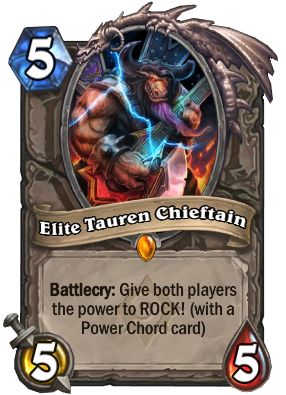 5
Elite Tauren Chieftain
Battlecry: Give both players
the power to ROCK! (with a
Power Chord card)
5 5